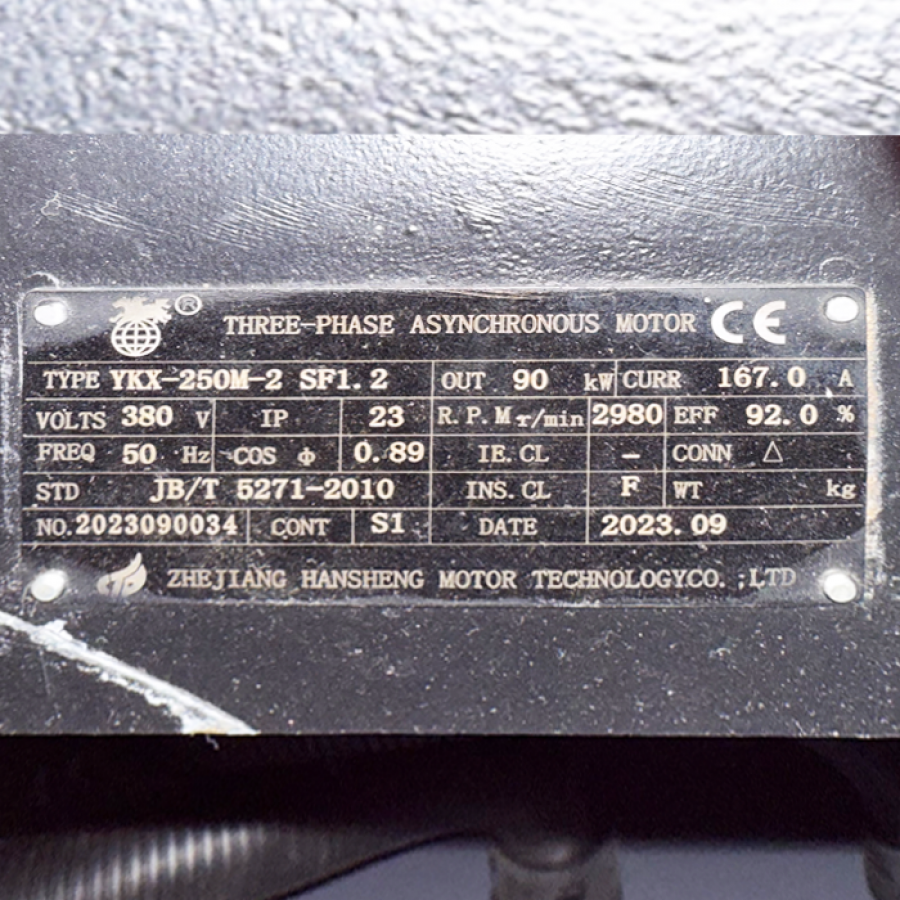 ® THREE-PHASE ASYNCHRONOUS MOTOR CE
TYPE YKX-250M-2 SF1.2 OUT 90 kW CURR 167.0 A
VOLTS 380 V IP 23 R.P.M r/min 2980 EFF 92.0 %
FREQ 50 Hz COS φ 0.89 IE.CL – CONN △
STD JB/T 5271-2010 INS.CL F WT kg
NO.2023090034 CONT S1 DATE 2023.09
ZHEJIANG HANSHENG MOTOR TECHNOLOGYCO.;LTD